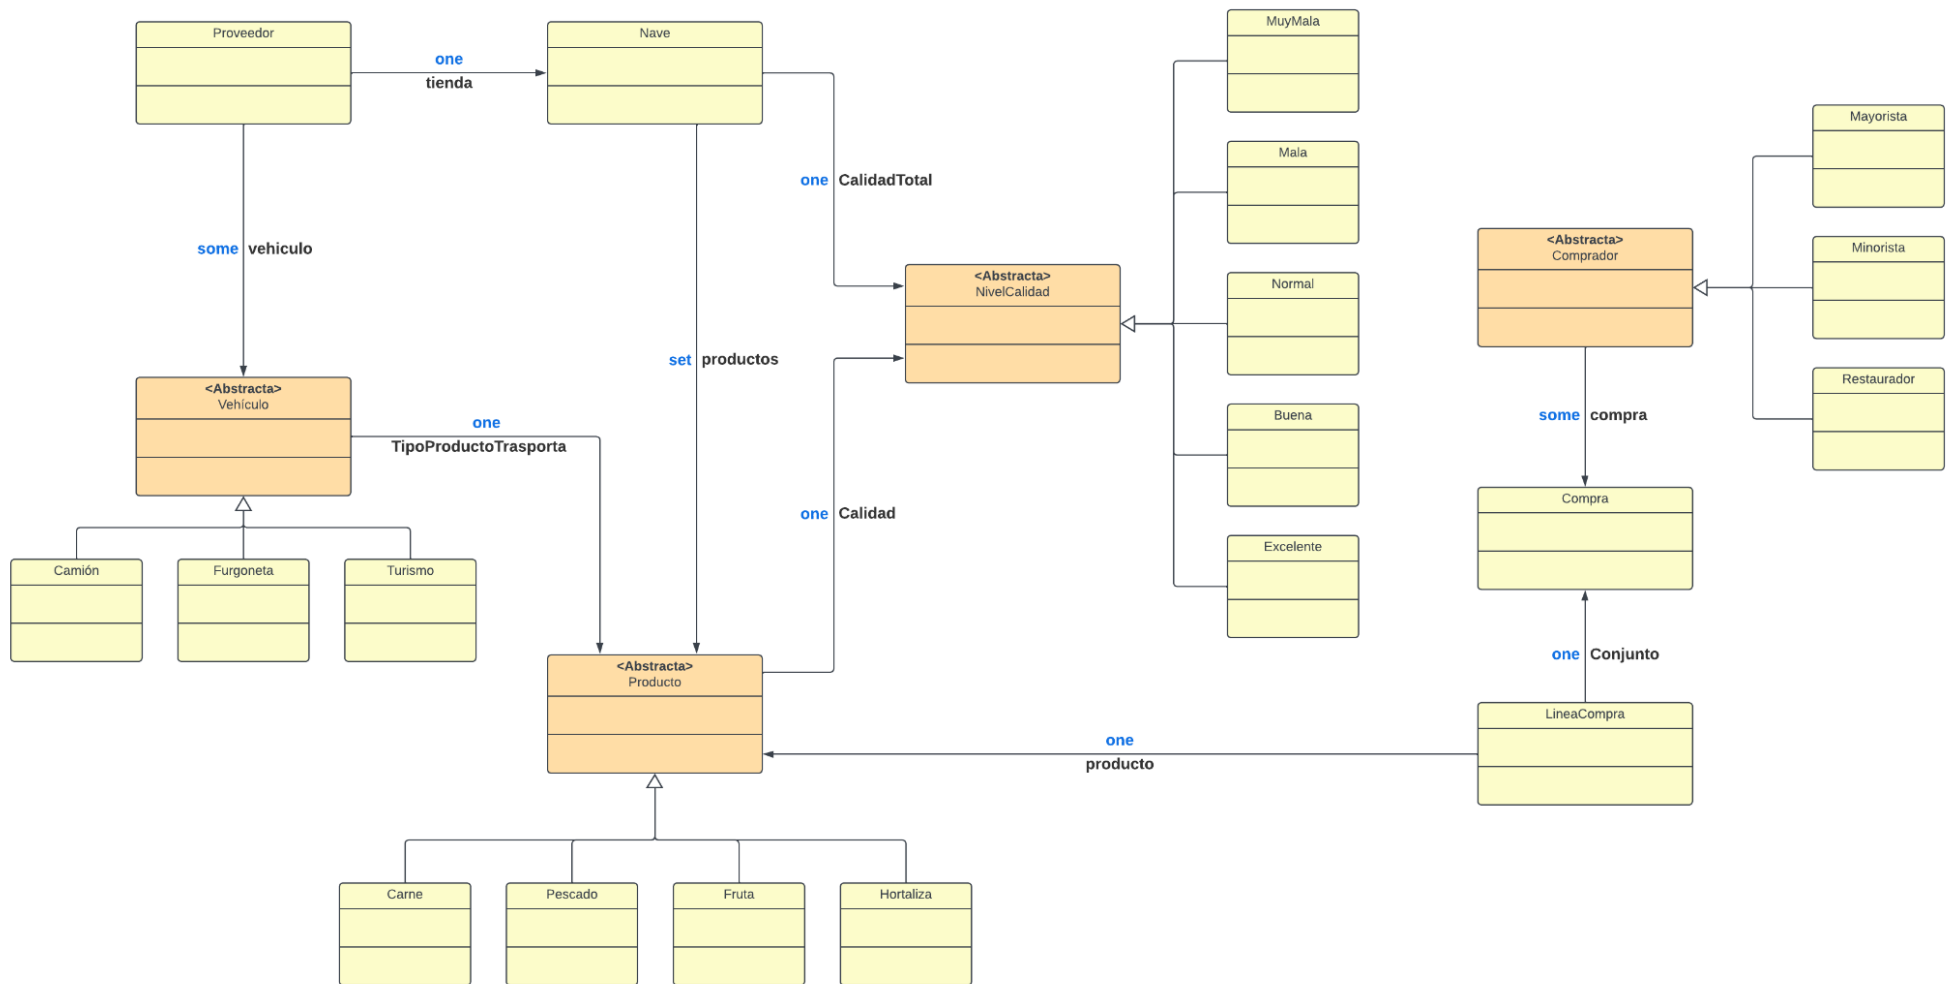 Proveedor
one
tienda
Nave
some vehiculo
set productos
one CalidadTotal
<Abstracta>
NivelCalidad
MuyMala
Mala
Normal
Buena
Excelente
<Abstracta>
Vehículo
one
TipoProductoTrasporta
Camión
Furgoneta
Turismo
one Calidad
<Abstracta>
Producto
Carne
Pescado
Fruta
Hortaliza
<Abstracta>
Comprador
Mayorista
Minorista
Restaurador
some compra
Compra
one Conjunto
LineaCompra
one
producto